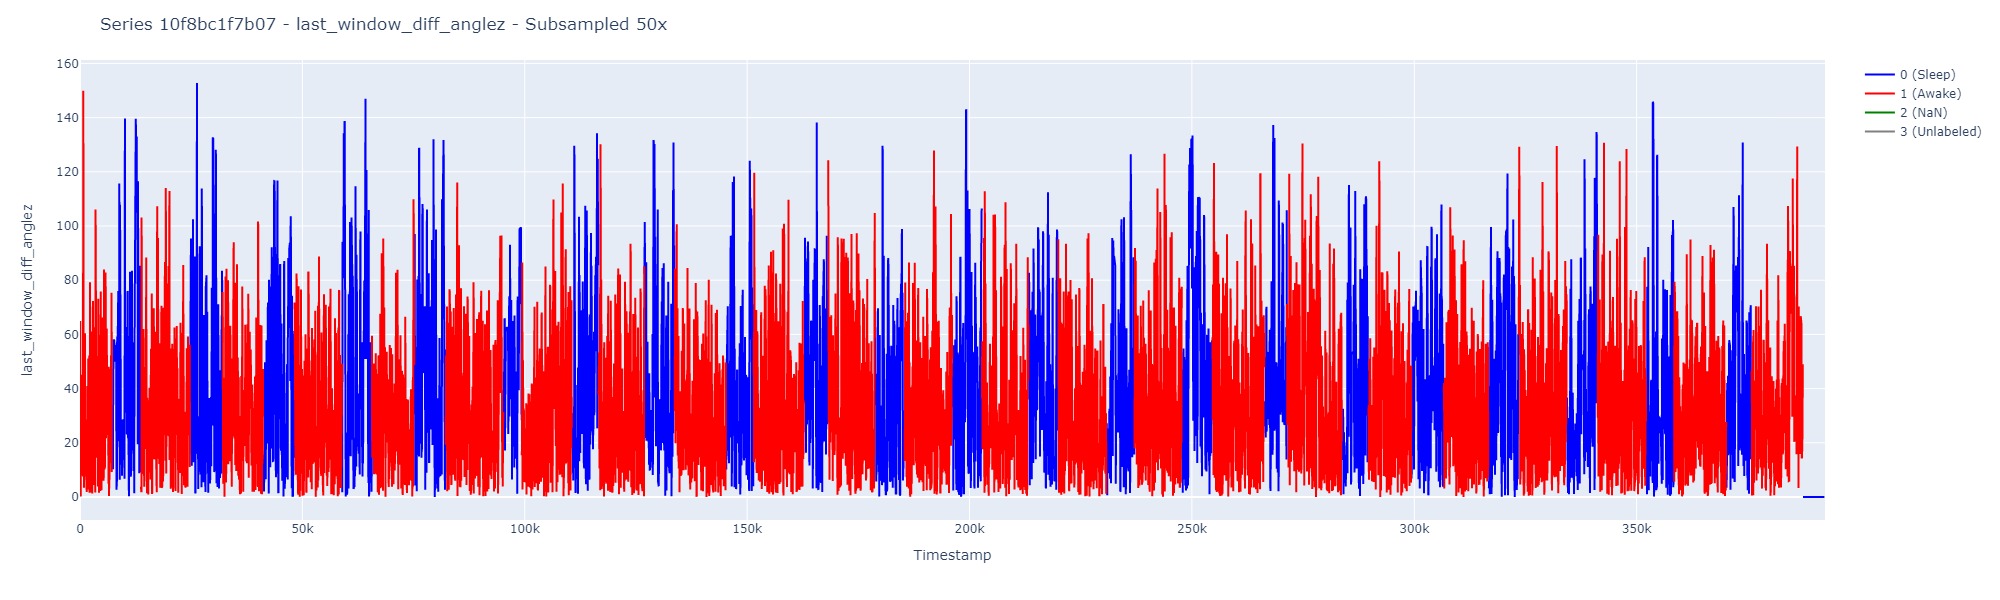 Series 10f8bc1f7b07 - last_window_diff_anglez - Subsampled 50x
160
140
120
100
80
60
40
20
0
last_window_diff_anglez
0
50k
100k
150k
200k
250k
300k
350k
Timestamp
0 (Sleep)
1 (Awake)
2 (NaN)
3 (Unlabeled)